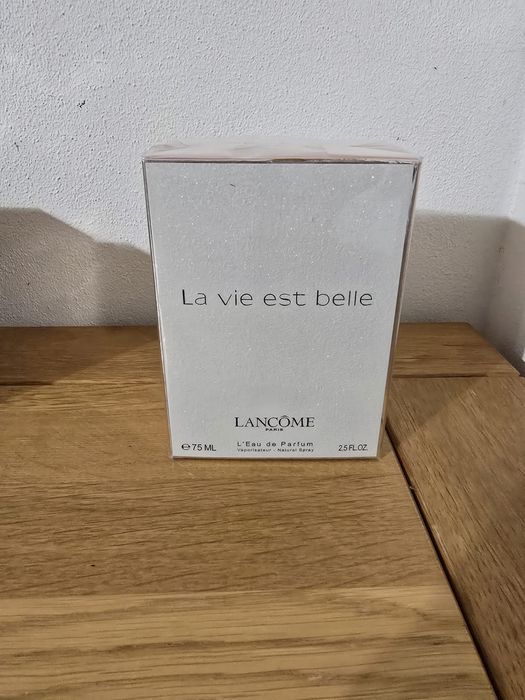 La vie est belle
LANCÔME
PARIS
℮ 75 ML
L'Eau de Parfum
Vaporisateur - Natural Spray
2.5 FL.OZ.